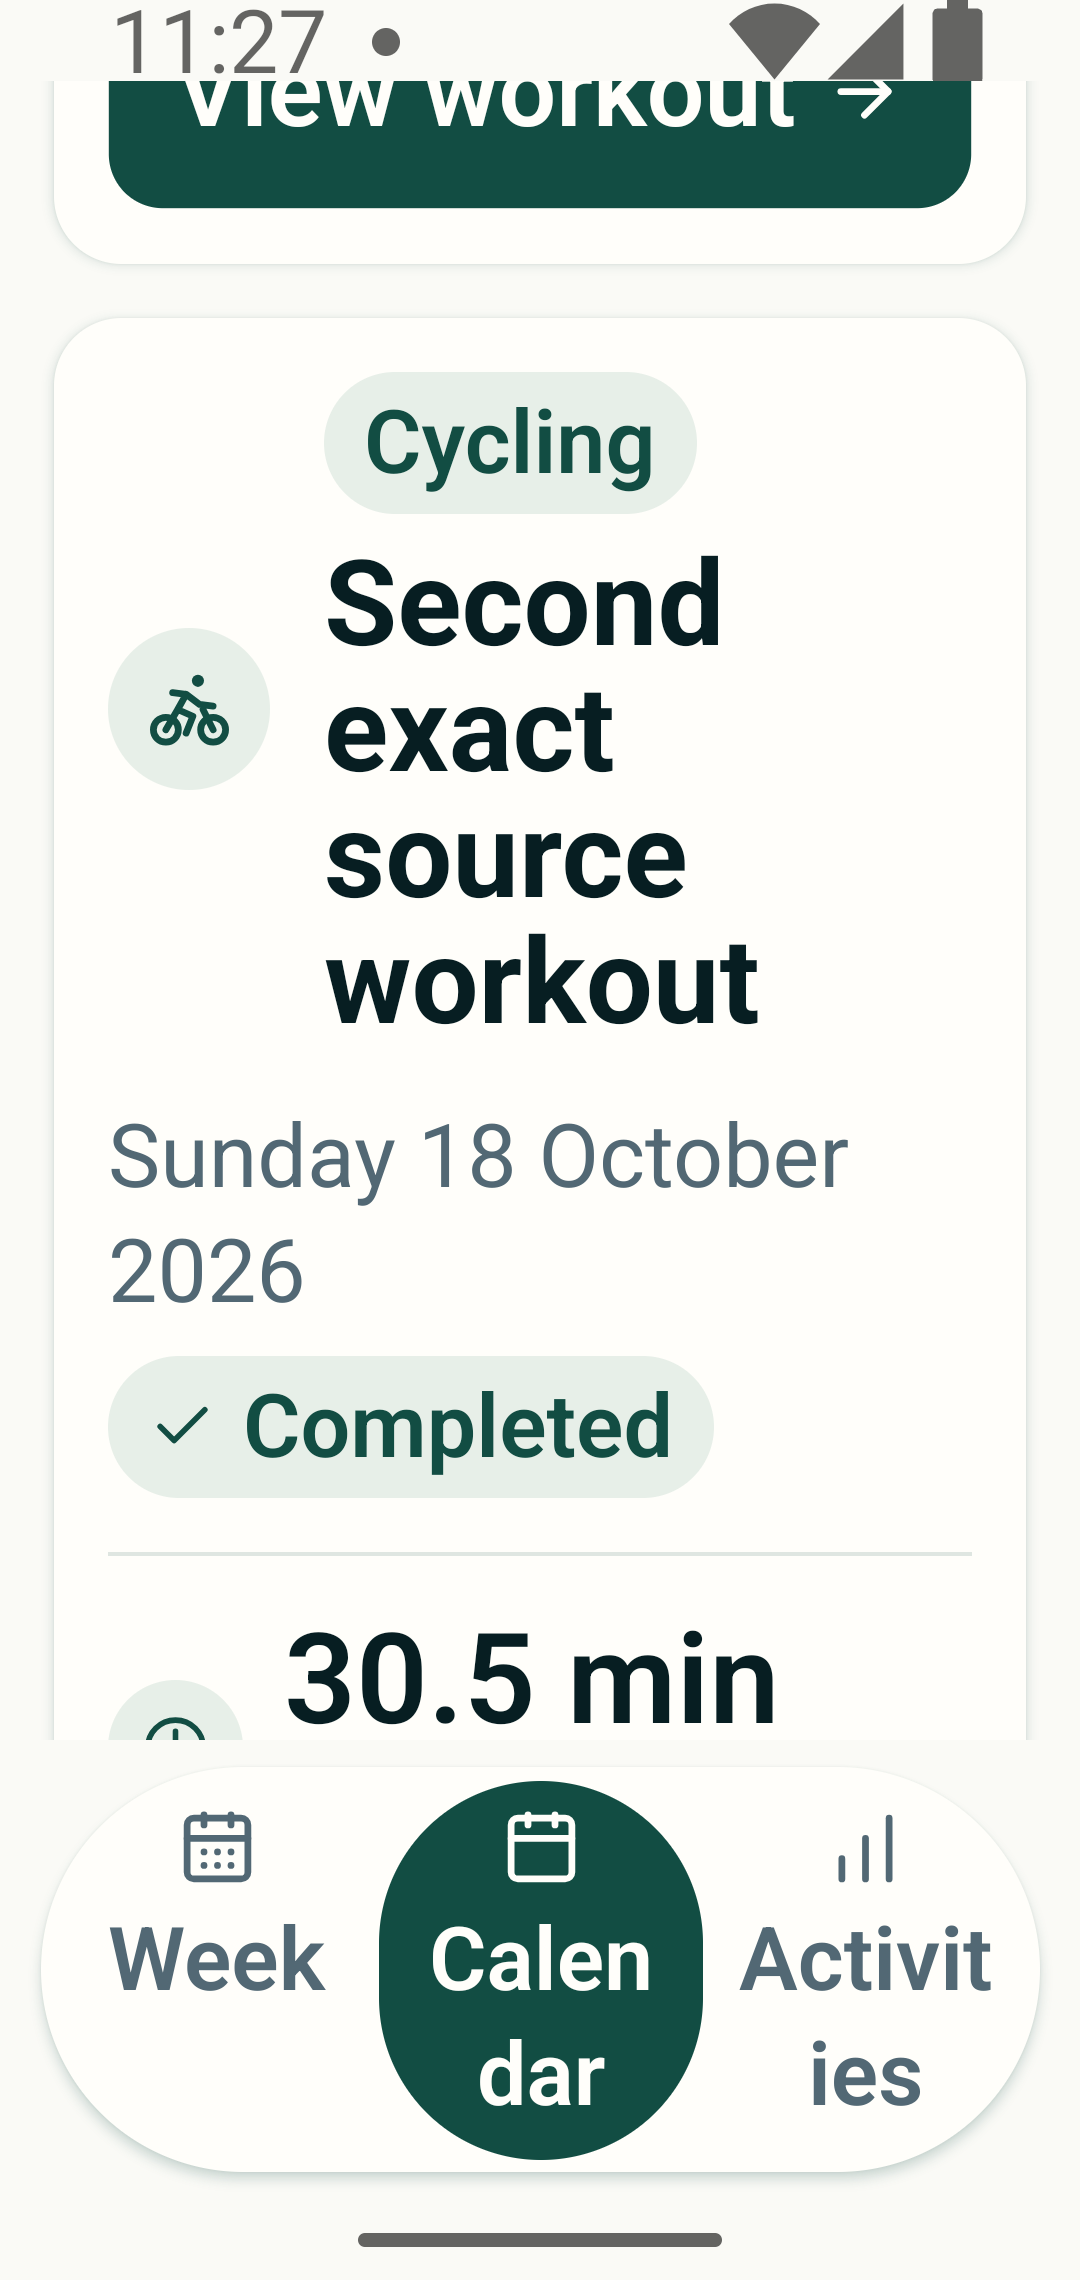 11:27
View workout
Cycling
Second
exact
source
workout
Sunday 18 October
2026
Completed
30.5 min
Week
Calen
dar
Activit
ies